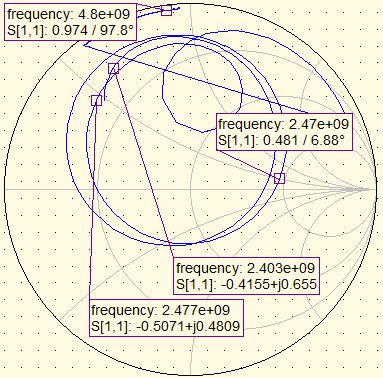 frequency: 4.8e+09
S[1,1]: 0.974 / 97.8°
frequency: 2.47e+09
S[1,1]: 0.481 / 6.88°
frequency: 2.403e+09
S[1,1]: -0.4155+j0.655
frequency: 2.477e+09
S[1,1]: -0.5071+j0.4809